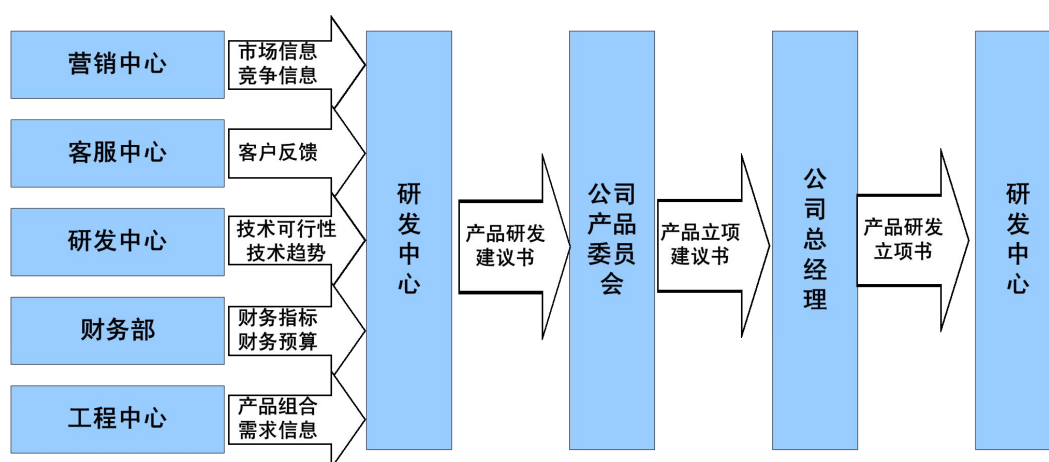 营销中心
市场信息
竞争信息
客服中心
客户反馈
研发中心
技术可行性
技术趋势
财务部
财务指标
财务预算
工程中心
产品组合
需求信息
研发中心
产品研发
建议书
公司
产品
委员
会
产品立项
建议书
公司总经理
产品研发
立项书
研发中心